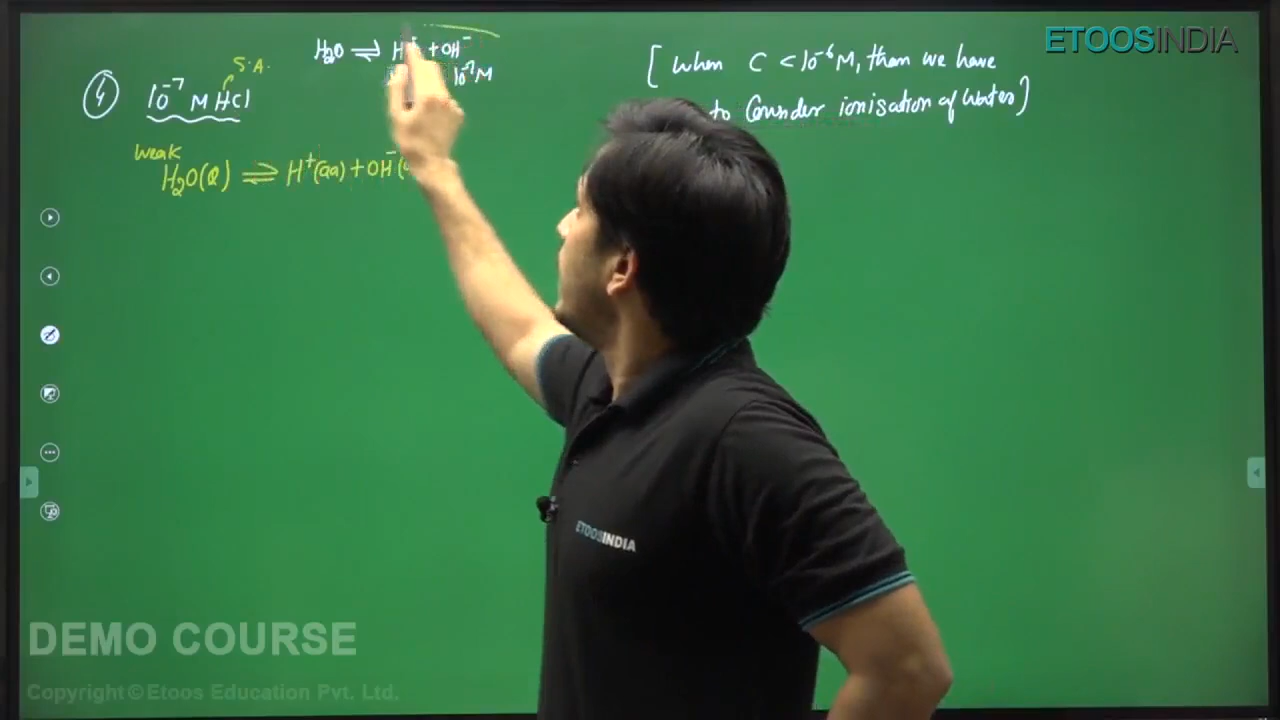 ETOOSINDIA
H₂O ⇌ H⁺ + OH⁻
10⁻⁷M
[When C < 10⁻⁶ M, then we have
to Consider ionisation of Water]
S.A.
④ 10⁻⁷ M HCl
weak
H₂O(l) ⇌ H⁺(aq) + OH⁻(
ETOOSINDIA
DEMO COURSE
Copyright © Etoos Education Pvt. Ltd.